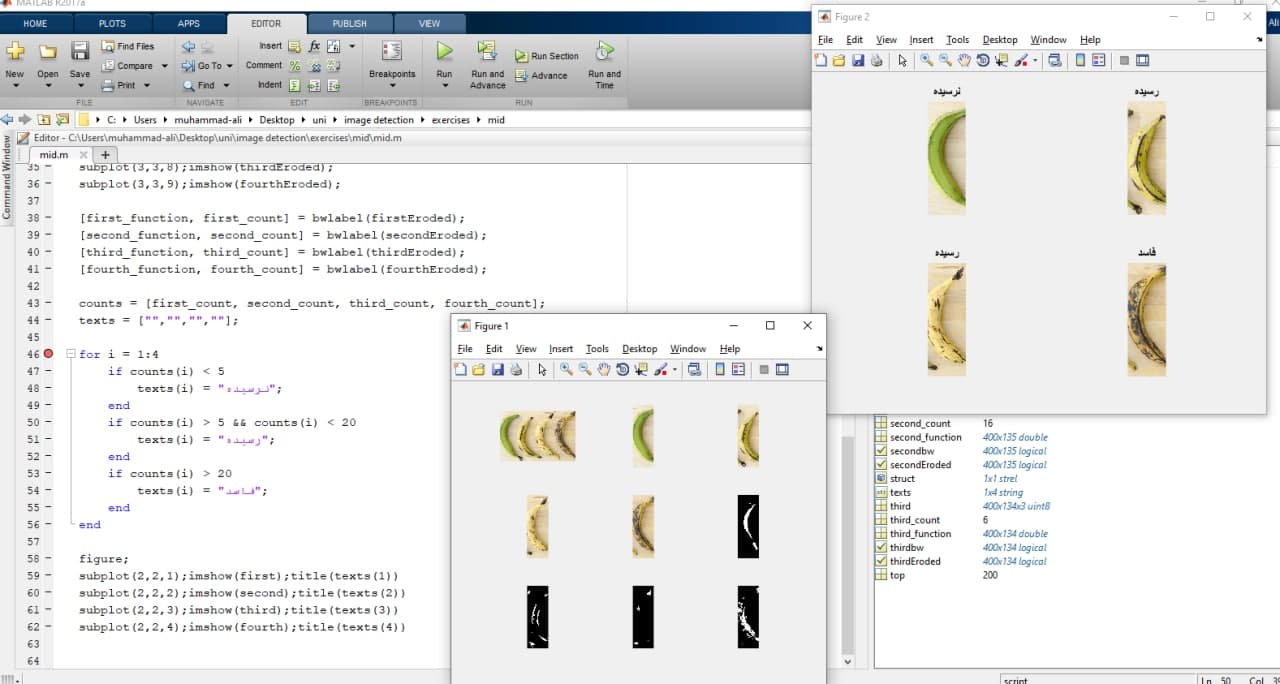 MATLAB R2017a
HOME PLOTS APPS EDITOR PUBLISH VIEW
Find Files
Compare
Print
New Open Save
FILE
Go To
Find
NAVIGATE
Insert fx
Comment
Indent
EDIT
Breakpoints
BREAKPOINTS
Run
Run and Advance
Run Section
Advance
Run and Time
RUN
C: Users muhammad-ali Desktop uni image detection exercises mid
Command Window
Editor - C:\Users\muhammad-ali\Desktop\uni\image detection\exercises\mid\mid.m
mid.m × +
35 – subplot(3,3,8);imshow(thirdEroded);
36 – subplot(3,3,9);imshow(fourthEroded);
37
38 – [first_function, first_count] = bwlabel(firstEroded);
39 – [second_function, second_count] = bwlabel(secondEroded);
40 – [third_function, third_count] = bwlabel(thirdEroded);
41 – [fourth_function, fourth_count] = bwlabel(fourthEroded);
42
43 – counts = [first_count, second_count, third_count, fourth_count];
44 – texts = ["","","",""];
45
46 – for i = 1:4
47 – if counts(i) < 5
48 – texts(i) = "نرسیده";
49 – end
50 – if counts(i) > 5 && counts(i) < 20
51 – texts(i) = "رسیده";
52 – end
53 – if counts(i) > 20
54 – texts(i) = "فاسد";
55 – end
56 – end
57
58 – figure;
59 – subplot(2,2,1);imshow(first);title(texts(1))
60 – subplot(2,2,2);imshow(second);title(texts(2))
61 – subplot(2,2,3);imshow(third);title(texts(3))
62 – subplot(2,2,4);imshow(fourth);title(texts(4))
63
64
Figure 2
File Edit View Insert Tools Desktop Window Help
نرسیده رسیده
رسیده فاسد
Figure 1
File Edit View Insert Tools Desktop Window Help
second_count 16
second_function 400x135 double
secondbw 400x135 logical
secondEroded 400x135 logical
struct 1x1 strel
texts 1x4 string
third 400x134x3 uint8
third_count 6
third_function 400x134 double
thirdbw 400x134 logical
thirdEroded 400x134 logical
top 200
script Ln 50 Col